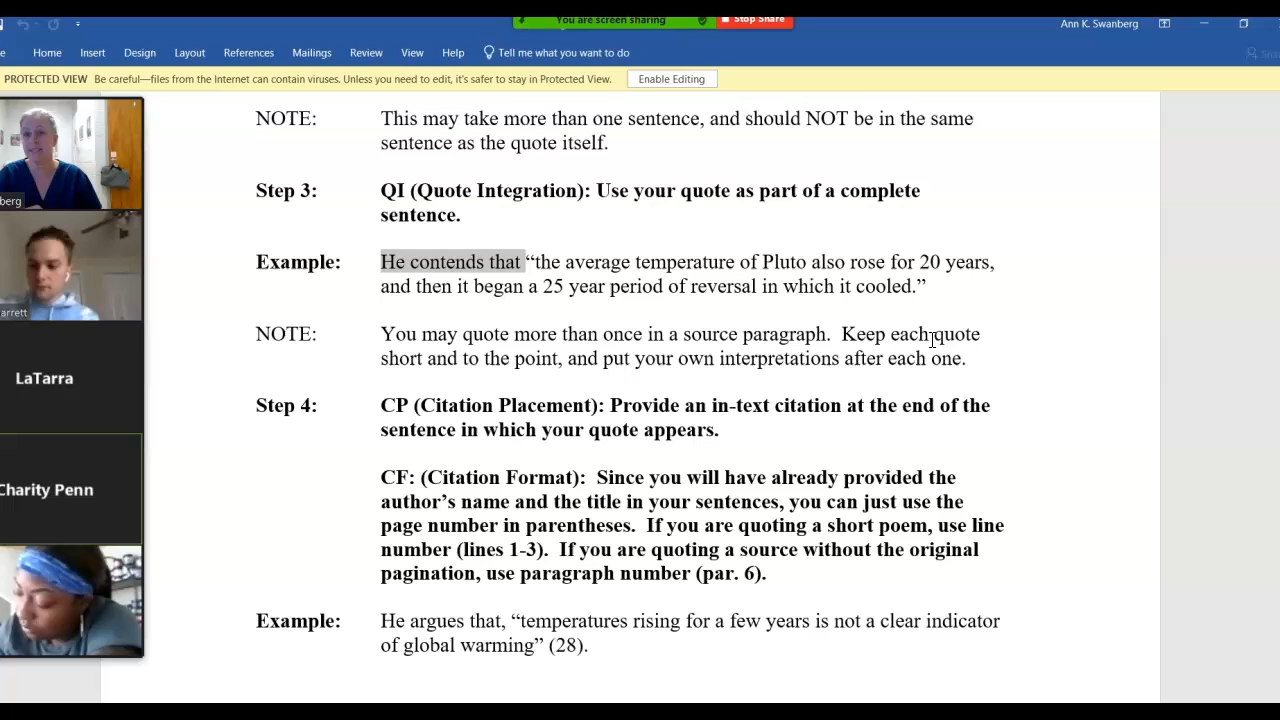 You are screen sharing
Stop Share
Ann K. Swanberg
Home Insert Design Layout References Mailings Review View Help Tell me what you want to do
PROTECTED VIEW Be careful—files from the Internet can contain viruses. Unless you need to edit, it's safer to stay in Protected View. Enable Editing
NOTE: This may take more than one sentence, and should NOT be in the same
sentence as the quote itself.
Step 3: QI (Quote Integration): Use your quote as part of a complete
sentence.
Example: He contends that “the average temperature of Pluto also rose for 20 years,
and then it began a 25 year period of reversal in which it cooled.”
NOTE: You may quote more than once in a source paragraph. Keep each quote
short and to the point, and put your own interpretations after each one.
Step 4: CP (Citation Placement): Provide an in-text citation at the end of the
sentence in which your quote appears.
CF: (Citation Format): Since you will have already provided the
author’s name and the title in your sentences, you can just use the
page number in parentheses. If you are quoting a short poem, use line
number (lines 1-3). If you are quoting a source without the original
pagination, use paragraph number (par. 6).
Example: He argues that, “temperatures rising for a few years is not a clear indicator
of global warming” (28).
berg
arrett
LaTarra
Charity Penn